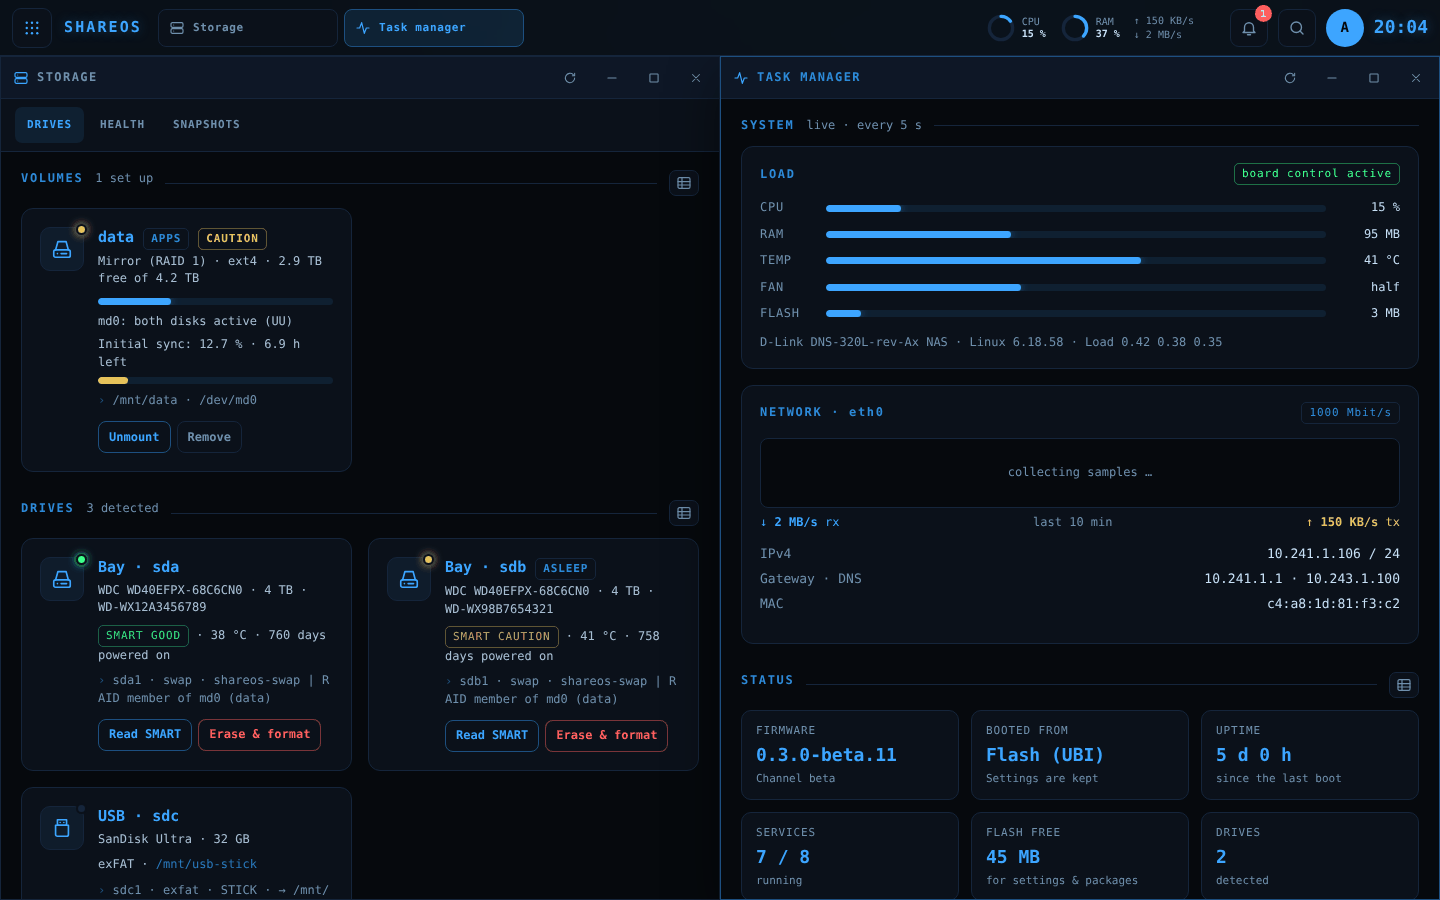 SHAREOS
Storage
Task manager
CPU
15 %
RAM
37 %
↑ 150 KB/s
↓ 2 MB/s
1
A
20:04
STORAGE
DRIVES
HEALTH
SNAPSHOTS
VOLUMES 1 set up
data APPS CAUTION
Mirror (RAID 1) · ext4 · 2.9 TB
free of 4.2 TB
md0: both disks active (UU)
Initial sync: 12.7 % · 6.9 h
left
› /mnt/data · /dev/md0
Unmount Remove
DRIVES 3 detected
Bay · sda
WDC WD40EFPX-68C6CN0 · 4 TB ·
WD-WX12A3456789
SMART GOOD · 38 °C · 760 days
powered on
› sda1 · swap · shareos-swap | R
AID member of md0 (data)
Read SMART Erase & format
Bay · sdb ASLEEP
WDC WD40EFPX-68C6CN0 · 4 TB ·
WD-WX98B7654321
SMART CAUTION · 41 °C · 758
days powered on
› sdb1 · swap · shareos-swap | R
AID member of md0 (data)
Read SMART Erase & format
USB · sdc
SanDisk Ultra · 32 GB
exFAT · /mnt/usb-stick
› sdc1 · exfat · STICK · → /mnt/
TASK MANAGER
SYSTEM live · every 5 s
LOAD board control active
CPU 15 %
RAM 95 MB
TEMP 41 °C
FAN half
FLASH 3 MB
D-Link DNS-320L-rev-Ax NAS · Linux 6.18.58 · Load 0.42 0.38 0.35
NETWORK · eth0 1000 Mbit/s
collecting samples …
↓ 2 MB/s rx last 10 min ↑ 150 KB/s tx
IPv4 10.241.1.106 / 24
Gateway · DNS 10.241.1.1 · 10.243.1.100
MAC c4:a8:1d:81:f3:c2
STATUS
FIRMWARE
0.3.0-beta.11
Channel beta
BOOTED FROM
Flash (UBI)
Settings are kept
UPTIME
5 d 0 h
since the last boot
SERVICES
7 / 8
running
FLASH FREE
45 MB
for settings & packages
DRIVES
2
detected